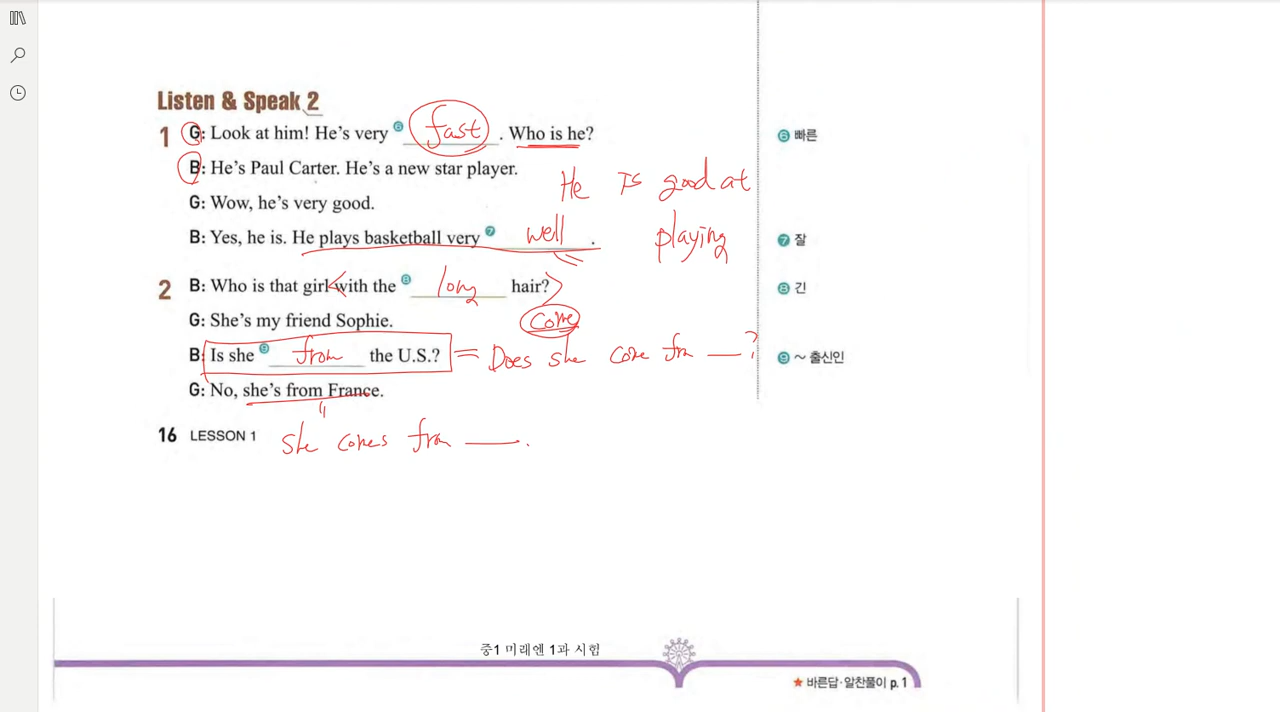 Listen & Speak 2
1 G: Look at him! He's very ⑥ fast . Who is he?
⑥ 빠른
B: He's Paul Carter. He's a new star player.
He is good at
G: Wow, he's very good.
B: Yes, he is. He plays basketball very ⑦ well .
playing
⑦ 잘
2 B: Who is that girl <with the ⑧ long hair?>
⑧ 긴
G: She's my friend Sophie.
come
B: Is she ⑨ from the U.S.? = Does she come from __?
⑨ ~ 출신인
G: No, she's from France.
16 LESSON 1
she comes from __.
중1 미래엔 1과 시험
★ 바른답·알찬풀이 p. 1